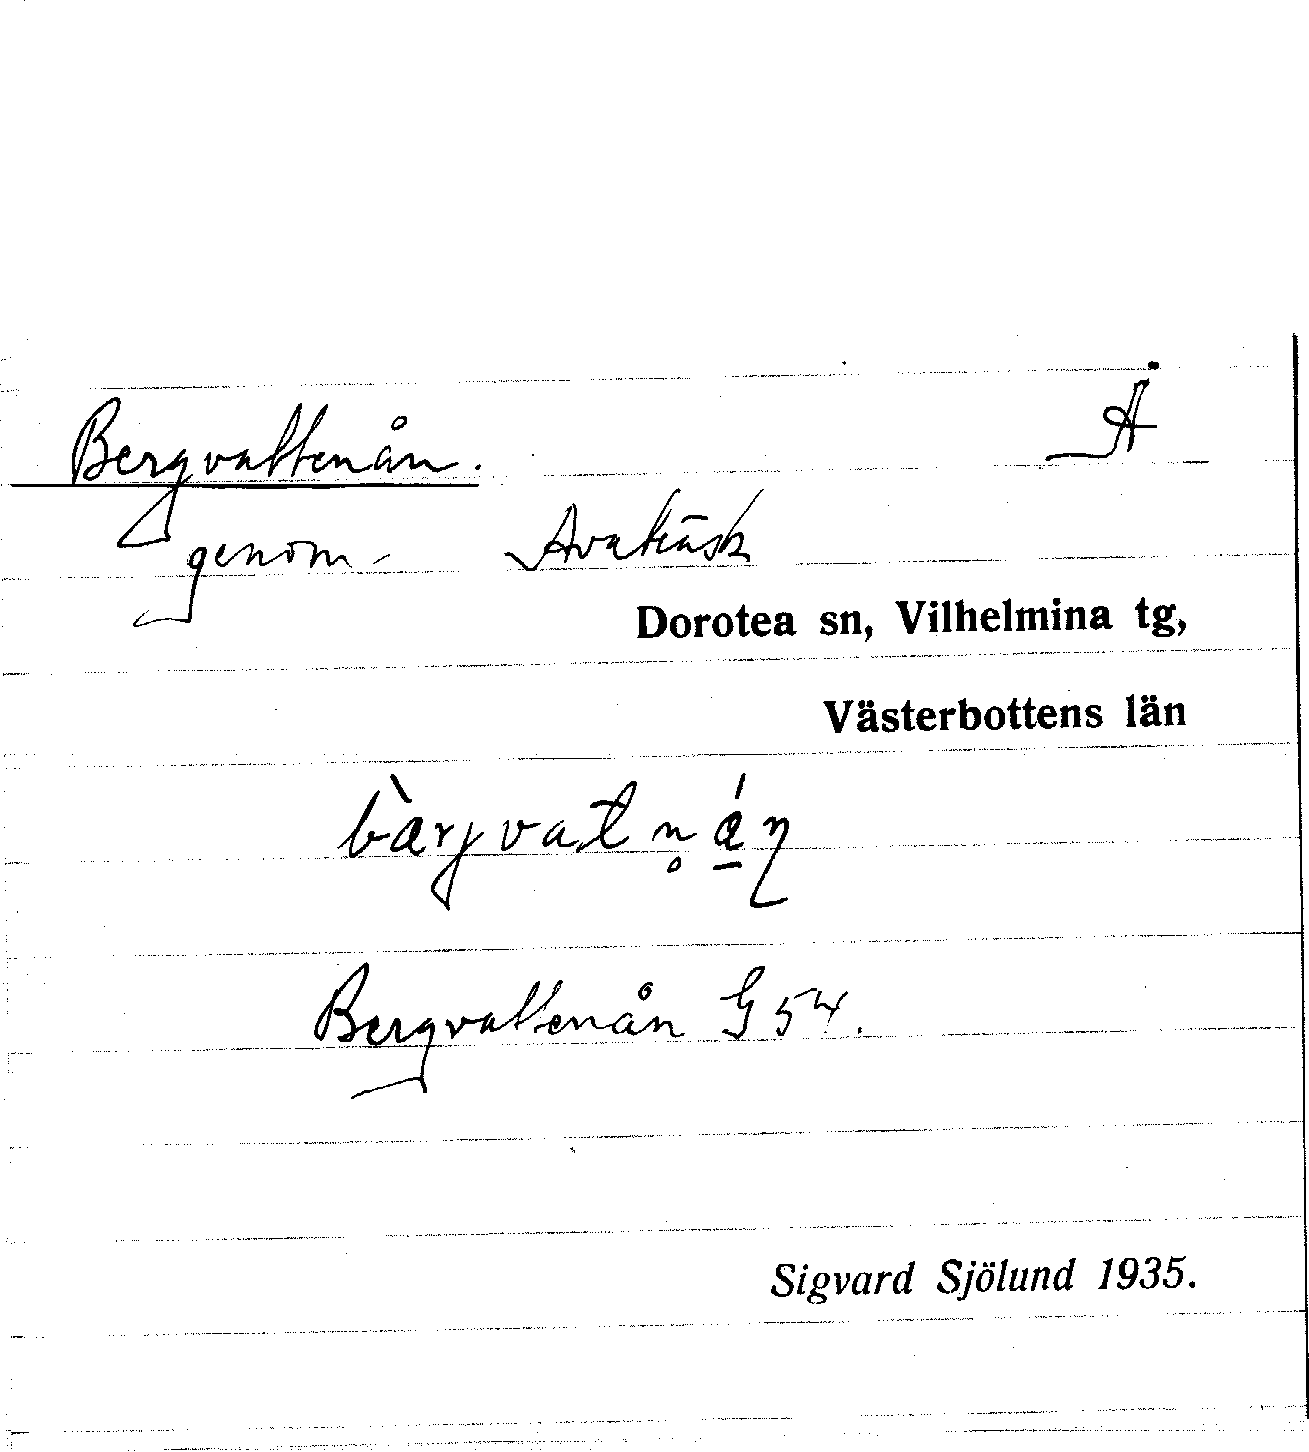 Bergvattenån. Å
genom Avaträsk
Dorotea sn, Vilhelmina tg,
Västerbottens län
Bergvattenån G 54.
Sigvard Sjölund 1935.